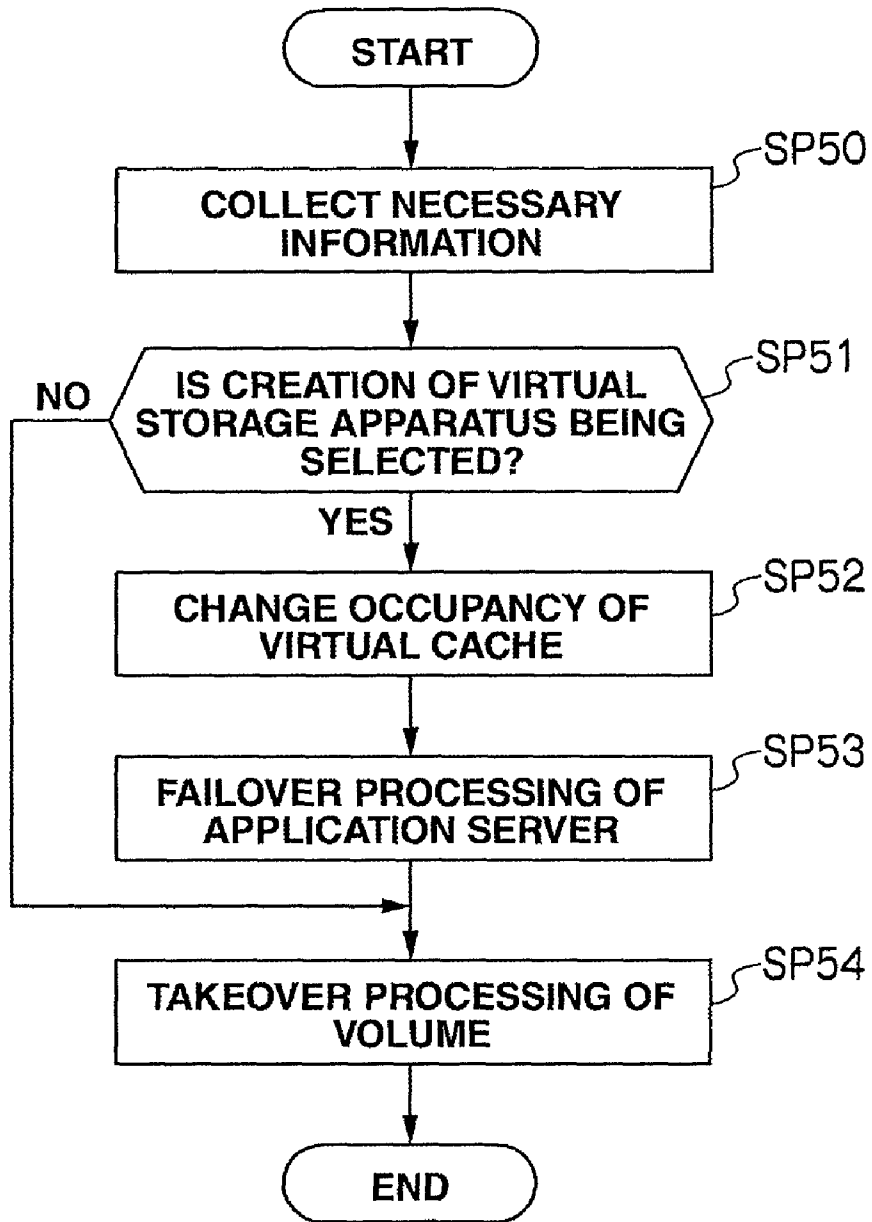 START
SP50
COLLECT NECESSARY
INFORMATION
SP51
NO
IS CREATION OF VIRTUAL
STORAGE APPARATUS BEING
SELECTED?
YES
SP52
CHANGE OCCUPANCY OF
VIRTUAL CACHE
SP53
FAILOVER PROCESSING OF
APPLICATION SERVER
SP54
TAKEOVER PROCESSING OF
VOLUME
END